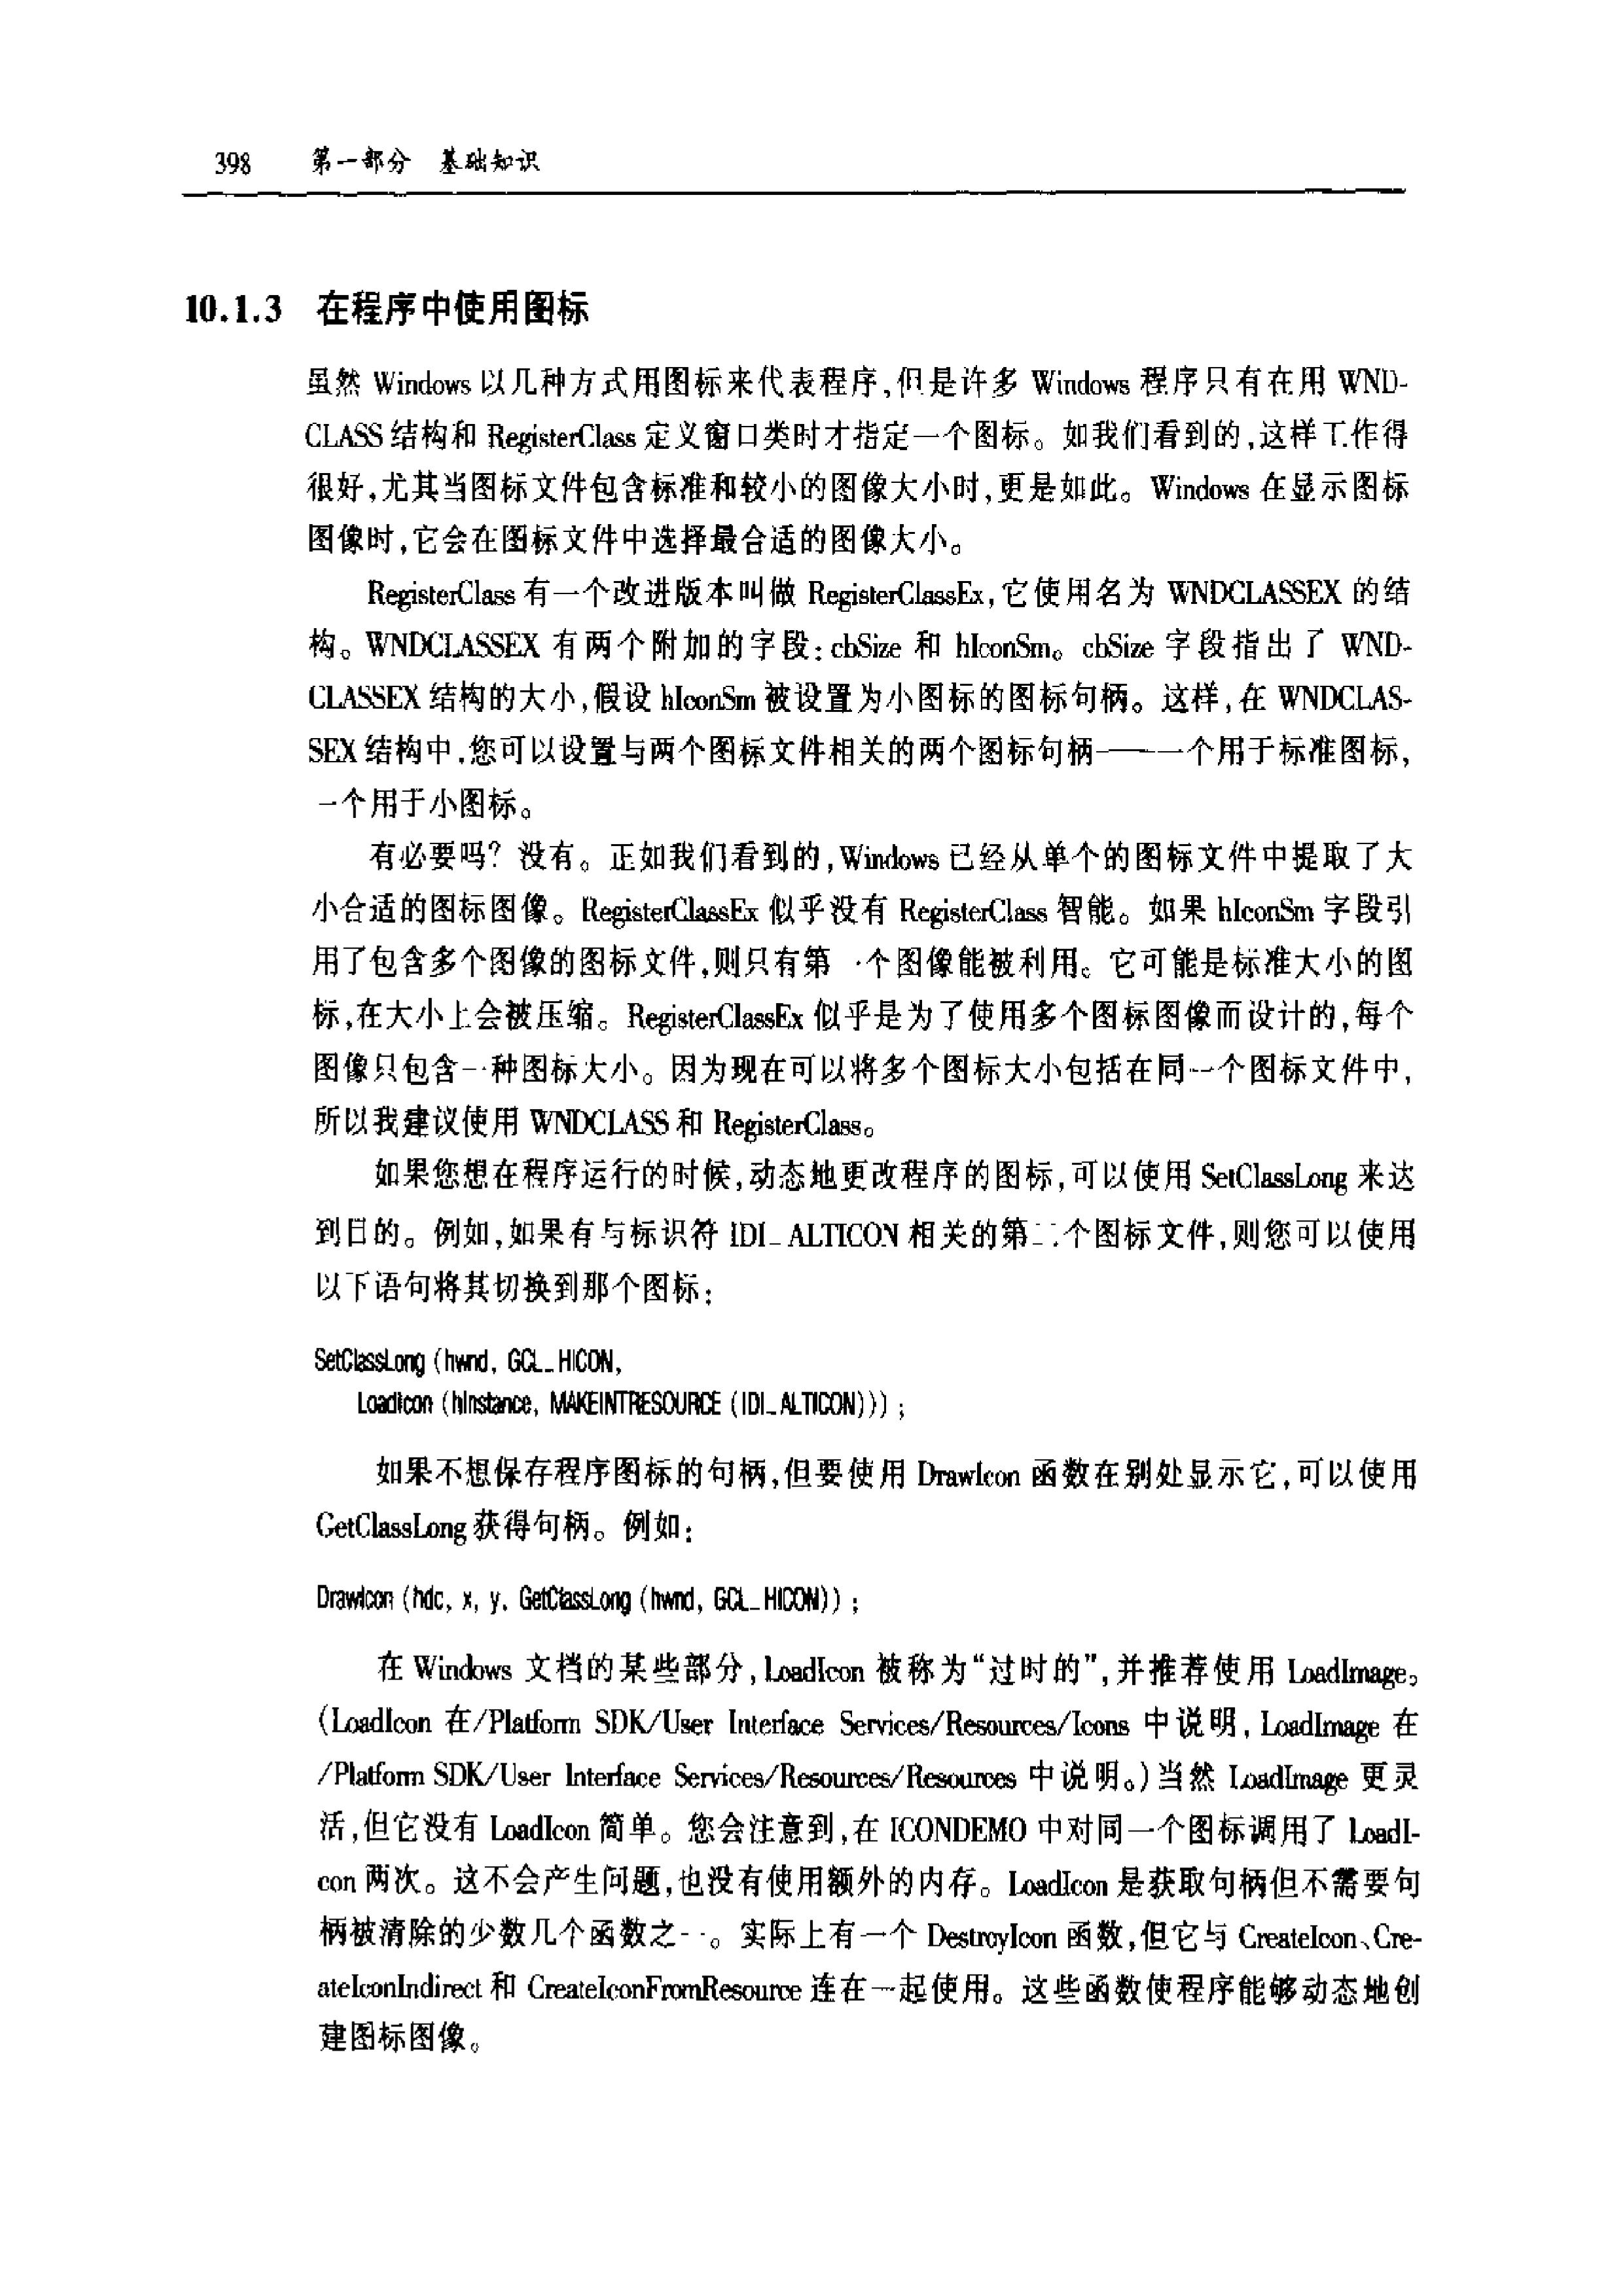 398 第一部分 基础知识
10.1.3 在程序中使用图标
虽然 Windows 以几种方式用图标来代表程序,但是许多 Windows 程序只有在用 WND-
CLASS 结构和 RegisterClass 定义窗口类时才指定一个图标。如我们看到的,这样工作得
很好,尤其当图标文件包含标准和较小的图像大小时,更是如此。Windows 在显示图标
图像时,它会在图标文件中选择最合适的图像大小。
RegisterClass 有一个改进版本叫做 RegisterClassEx,它使用名为 WNDCLASSEX 的结
构。WNDCLASSEX 有两个附加的字段:cbSize 和 hIconSm。cbSize 字段指出了 WND-
CLASSEX 结构的大小,假设 hIconSm 被设置为小图标的图标句柄。这样,在 WNDCLAS-
SEX 结构中,您可以设置与两个图标文件相关的两个图标句柄——一个用于标准图标,
一个用于小图标。
有必要吗? 没有。正如我们看到的,Windows 已经从单个的图标文件中提取了大
小合适的图标图像。RegisterClassEx 似乎没有 RegisterClass 智能。如果 hIconSm 字段引
用了包含多个图像的图标文件,则只有第一个图像能被利用。它可能是标准大小的图
标,在大小上会被压缩。RegisterClassEx 似乎是为了使用多个图标图像而设计的,每个
图像只包含一种图标大小。因为现在可以将多个图标大小包括在同一个图标文件中,
所以我建议使用 WNDCLASS 和 RegisterClass。
如果您想在程序运行的时候,动态地更改程序的图标,可以使用 SetClassLong 来达
到目的。例如,如果有与标识符 IDI_ALTICON 相关的第二个图标文件,则您可以使用
以下语句将其切换到那个图标:
SetClassLong (hwnd, GCL_HICON,
LoadIcon (hInstance, MAKEINTRESOURCE (IDI_ALTICON))) ;
如果不想保存程序图标的句柄,但要使用 DrawIcon 函数在别处显示它,可以使用
GetClassLong 获得句柄。例如:
DrawIcon (hdc, x, y, GetClassLong (hwnd, GCL_HICON)) ;
在 Windows 文档的某些部分,LoadIcon 被称为“过时的”,并推荐使用 LoadImage。
(LoadIcon 在/Platform SDK/User Interface Services/Resources/Icons 中说明, LoadImage 在
/Platform SDK/User Interface Services/Resources/Resources 中说明。)当然 LoadImage 更灵
活,但它没有 LoadIcon 简单。您会注意到,在 ICONDEMO 中对同一个图标调用了 LoadI-
con 两次。这不会产生问题,也没有使用额外的内存。LoadIcon 是获取句柄但不需要句
柄被清除的少数几个函数之一。实际上有一个 DestroyIcon 函数,但它与 CreateIcon、Cre-
ateIconIndirect 和 CreateIconFromResource 连在一起使用。这些函数使程序能够动态地创
建图标图像。